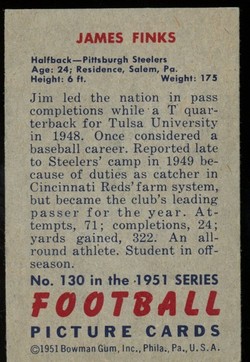 JAMES FINKS
Halfback—Pittsburgh Steelers
Age: 24; Residence, Salem, Pa.
Height: 6 ft. Weight: 175
Jim led the nation in pass
completions while a T quar-
terback for Tulsa University
in 1948. Once considered a
baseball career. Reported late
to Steelers' camp in 1949 be-
cause of duties as catcher in
Cincinnati Reds' farm system,
but became the club's leading
passer for the year. At-
tempts, 71; completions, 24;
yards gained, 322. An all-
round athlete. Student in off-
season.
No. 130 in the 1951 SERIES
FOOTBALL
PICTURE CARDS
©1951 Bowman Gum, Inc., Phila., Pa., U.S.A.